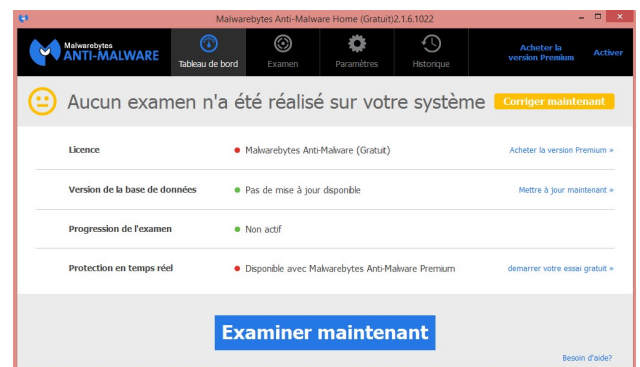 Malwarebytes Anti-Malware Home (Gratuit)2.1.6.1022
Malwarebytes
ANTI-MALWARE
Tableau de bord
Examen
Paramètres
Historique
Acheter la
version Premium
Activer
Aucun examen n'a été réalisé sur votre système
Corriger maintenant
Licence
Malwarebytes Anti-Malware (Gratuit)
Acheter la version Premium »
Version de la base de données
Pas de mise à jour disponible
Mettre à jour maintenant »
Progression de l'examen
Non actif
Protection en temps réel
Disponible avec Malwarebytes Anti-Malware Premium
demarrer votre essai gratuit »
Examiner maintenant
Besoin d'aide?